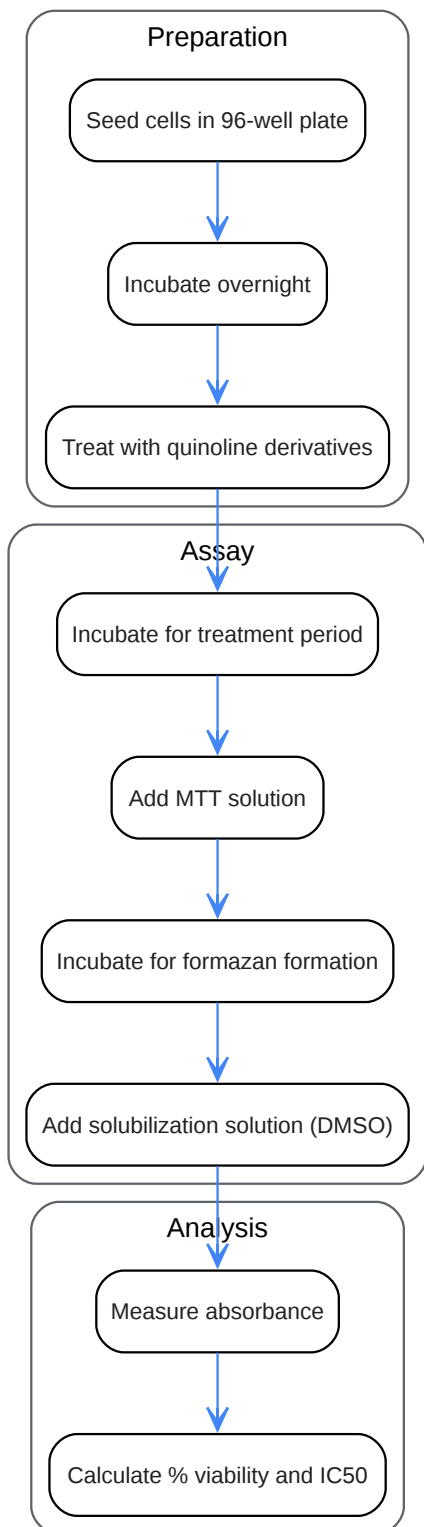 Preparation
Seed cells in 96-well plate
Incubate overnight
Treat with quinoline derivatives
Assay
Incubate for treatment period
Add MTT solution
Incubate for formazan formation
Add solubilization solution (DMSO)
Analysis
Measure absorbance
Calculate % viability and IC50